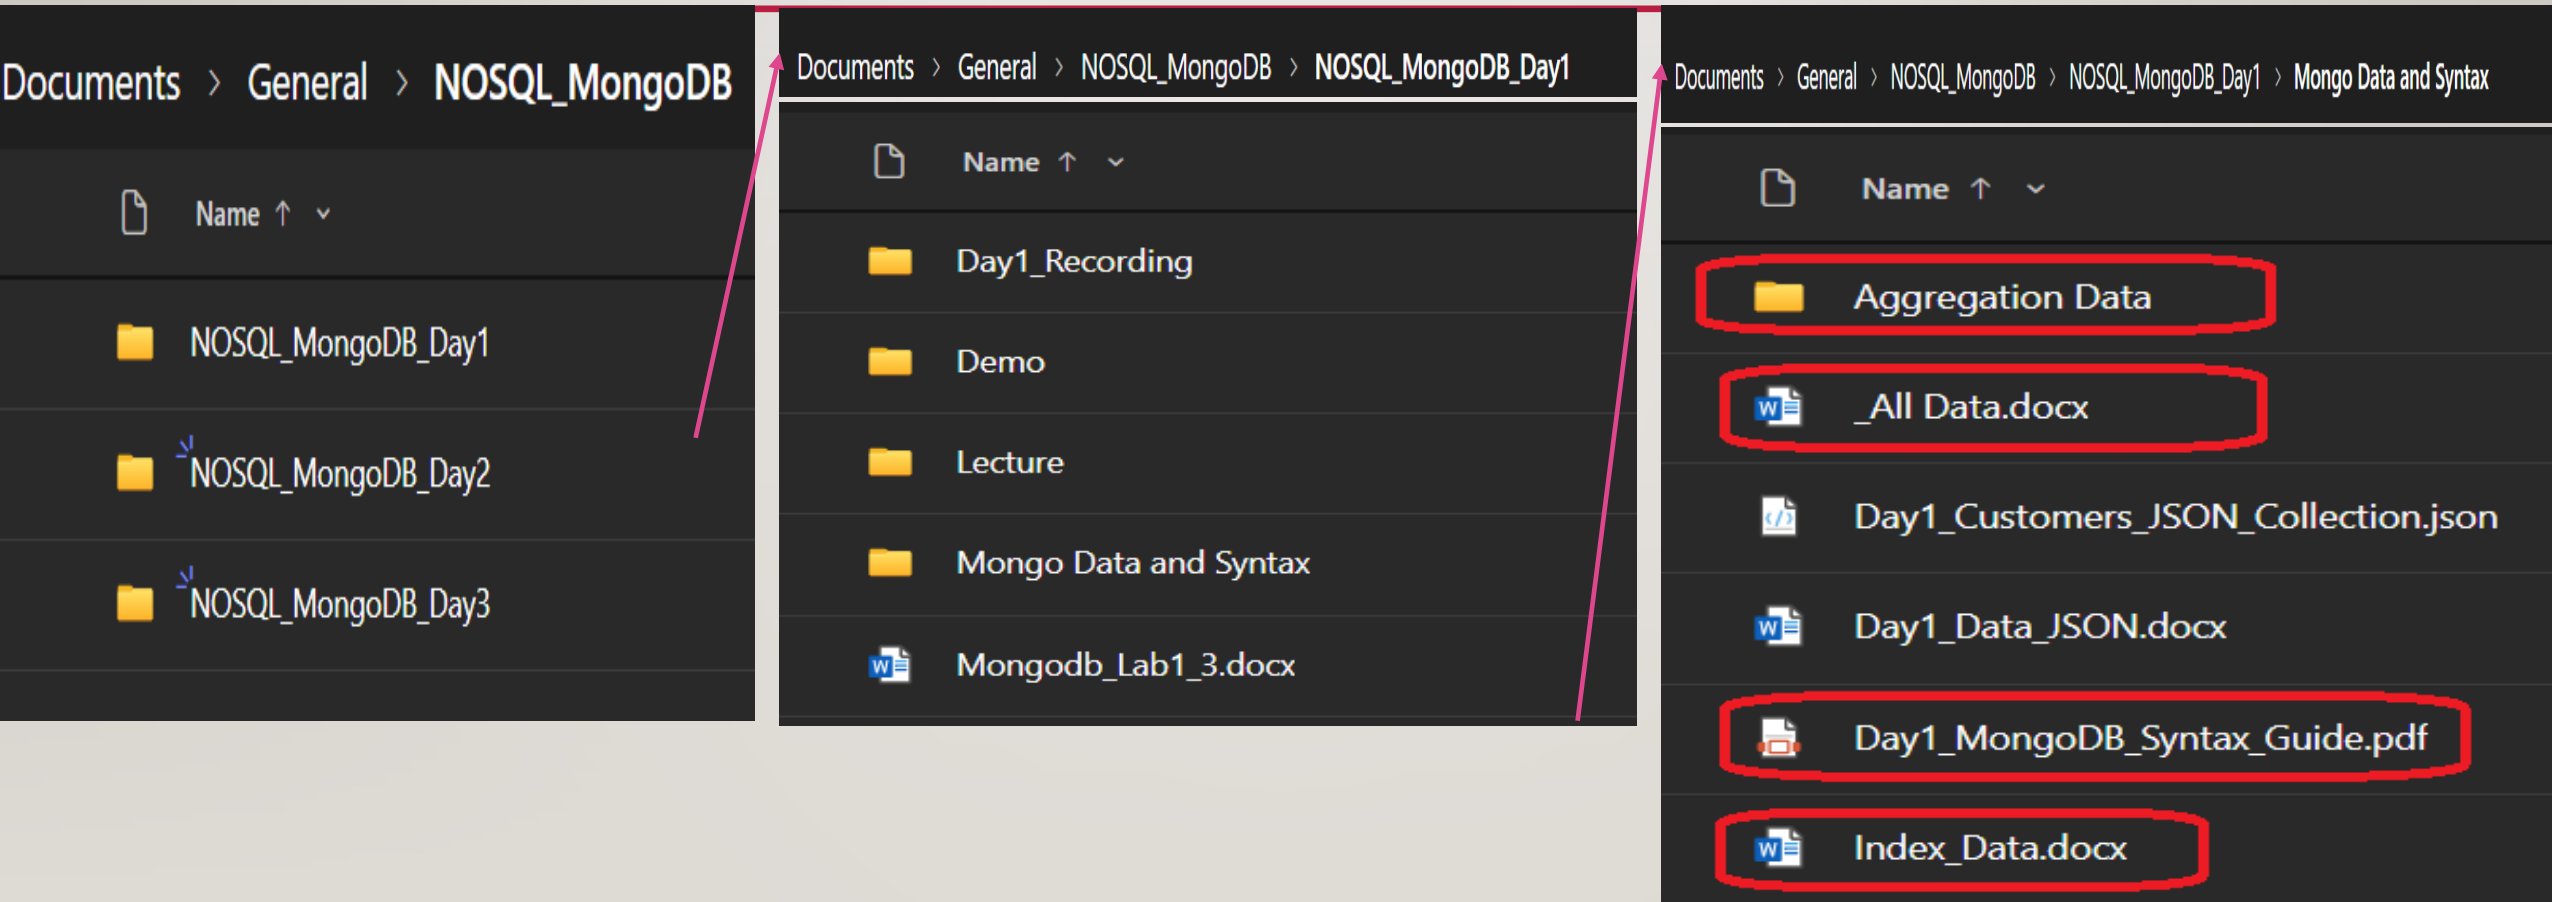 Documents > General > NOSQL_MongoDB
Name ↑
NOSQL_MongoDB_Day1
NOSQL_MongoDB_Day2
NOSQL_MongoDB_Day3
Documents > General > NOSQL_MongoDB > NOSQL_MongoDB_Day1
Name ↑
Day1_Recording
Demo
Lecture
Mongo Data and Syntax
Mongodb_Lab1_3.docx
Documents > General > NOSQL_MongoDB > NOSQL_MongoDB_Day1 > Mongo Data and Syntax
Name ↑
Aggregation Data
_All Data.docx
Day1_Customers_JSON_Collection.json
Day1_Data_JSON.docx
Day1_MongoDB_Syntax_Guide.pdf
Index_Data.docx